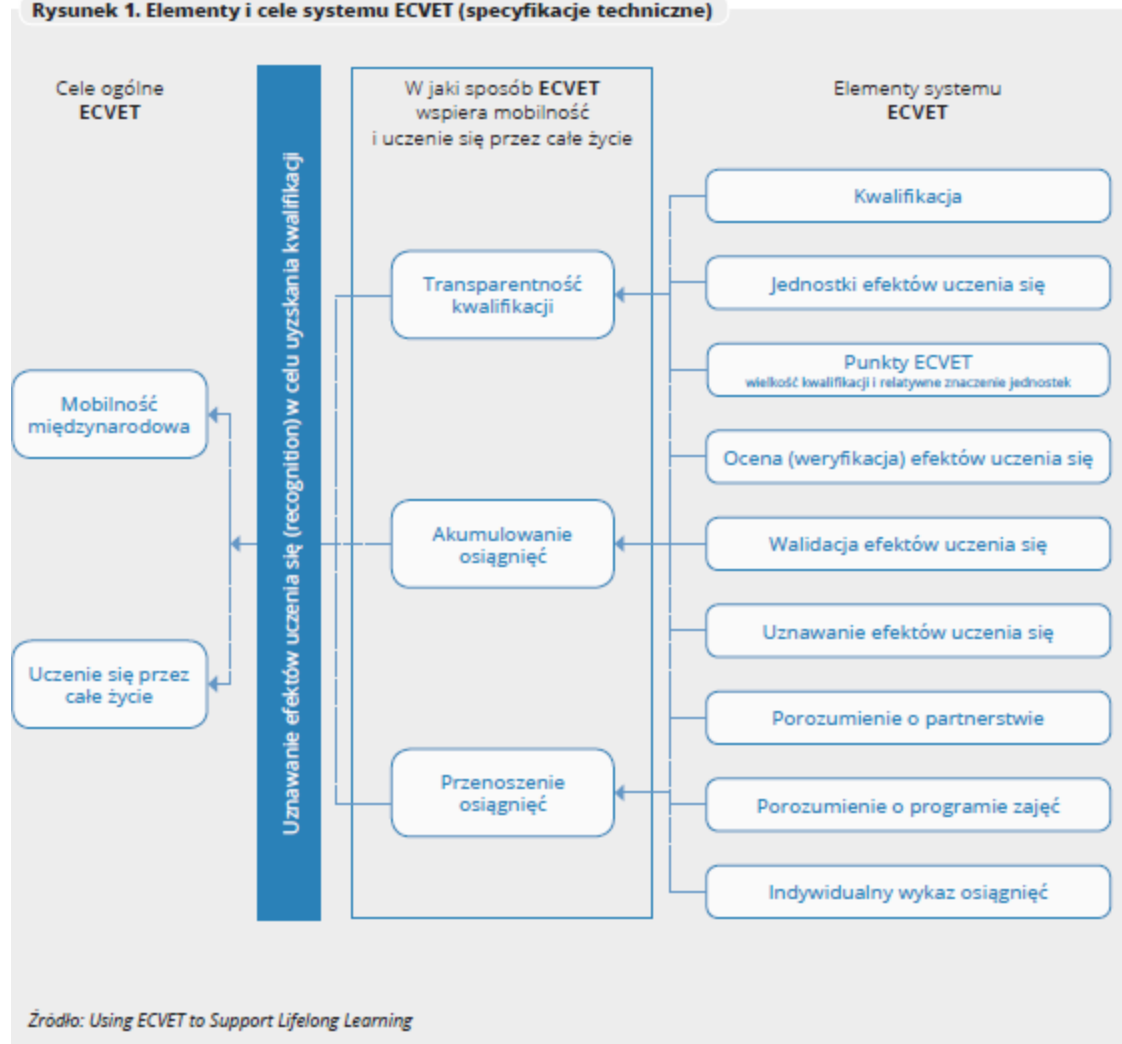 Rysunek 1. Elementy i cele systemu ECVET (specyfikacje techniczne)
Cele ogólne
ECVET
W jaki sposób ECVET
wspiera mobilność
i uczenie się przez całe życie
Elementy systemu
ECVET
Mobilność
międzynarodowa
Uczenie się przez
całe życie
Uznawanie efektów uczenia się (recognition) w celu uyzskania kwalifikacji
Transparentność
kwalifikacji
Akumulowanie
osiągnięć
Przenoszenie
osiągnięć
Kwalifikacja
Jednostki efektów uczenia się
Punkty ECVET
wielkość kwalifikacji i relatywne znaczenie jednostek
Ocena (weryfikacja) efektów uczenia się
Walidacja efektów uczenia się
Uznawanie efektów uczenia się
Porozumienie o partnerstwie
Porozumienie o programie zajęć
Indywidualny wykaz osiągnięć
Źródło: Using ECVET to Support Lifelong Learning